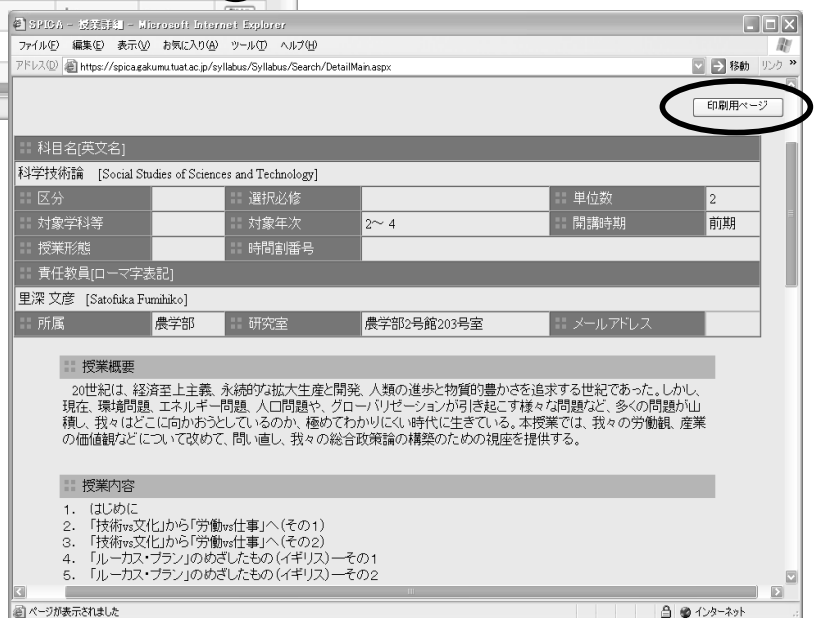 SPICA - 授業詳細 - Microsoft Internet Explorer
ファイル(F) 編集(E) 表示(V) お気に入り(A) ツール(T) ヘルプ(H)
アドレス(D) https://spica.gakumu.tuat.ac.jp/syllabus/Syllabus/Search/DetailMain.aspx 移動 リンク »
印刷用ページ
科目名[英文名]
科学技術論 [Social Studies of Sciences and Technology]
区分 選択必修 単位数 2
対象学科等 対象年次 2～ 4 開講時期 前期
授業形態 時間割番号
責任教員[ローマ字表記]
里深 文彦 [Satofuka Fumihiko]
所属 農学部 研究室 農学部2号館203号室 メールアドレス
授業概要
20世紀は、経済至上主義、永続的な拡大生産と開発、人類の進歩と物質的豊かさを追求する世紀であった。しかし、
現在、環境問題、エネルギー問題、人口問題や、グローバリゼーションが引き起こす様々な問題など、多くの問題が山
積し、我々はどこに向かおうとしているのか、極めてわかりにくい時代に生きている。本授業では、我々の労働観、産業
の価値観などについて改めて、問い直し、我々の総合政策論の構築のための視座を提供する。
授業内容
1. はじめに
2. 「技術vs文化」から「労働vs仕事」へ(その1)
3. 「技術vs文化」から「労働vs仕事」へ(その2)
4. 「ルーカス・プラン」のめざしたもの(イギリス)―その1
5. 「ルーカス・プラン」のめざしたもの(イギリス)―その2
ページが表示されました インターネット